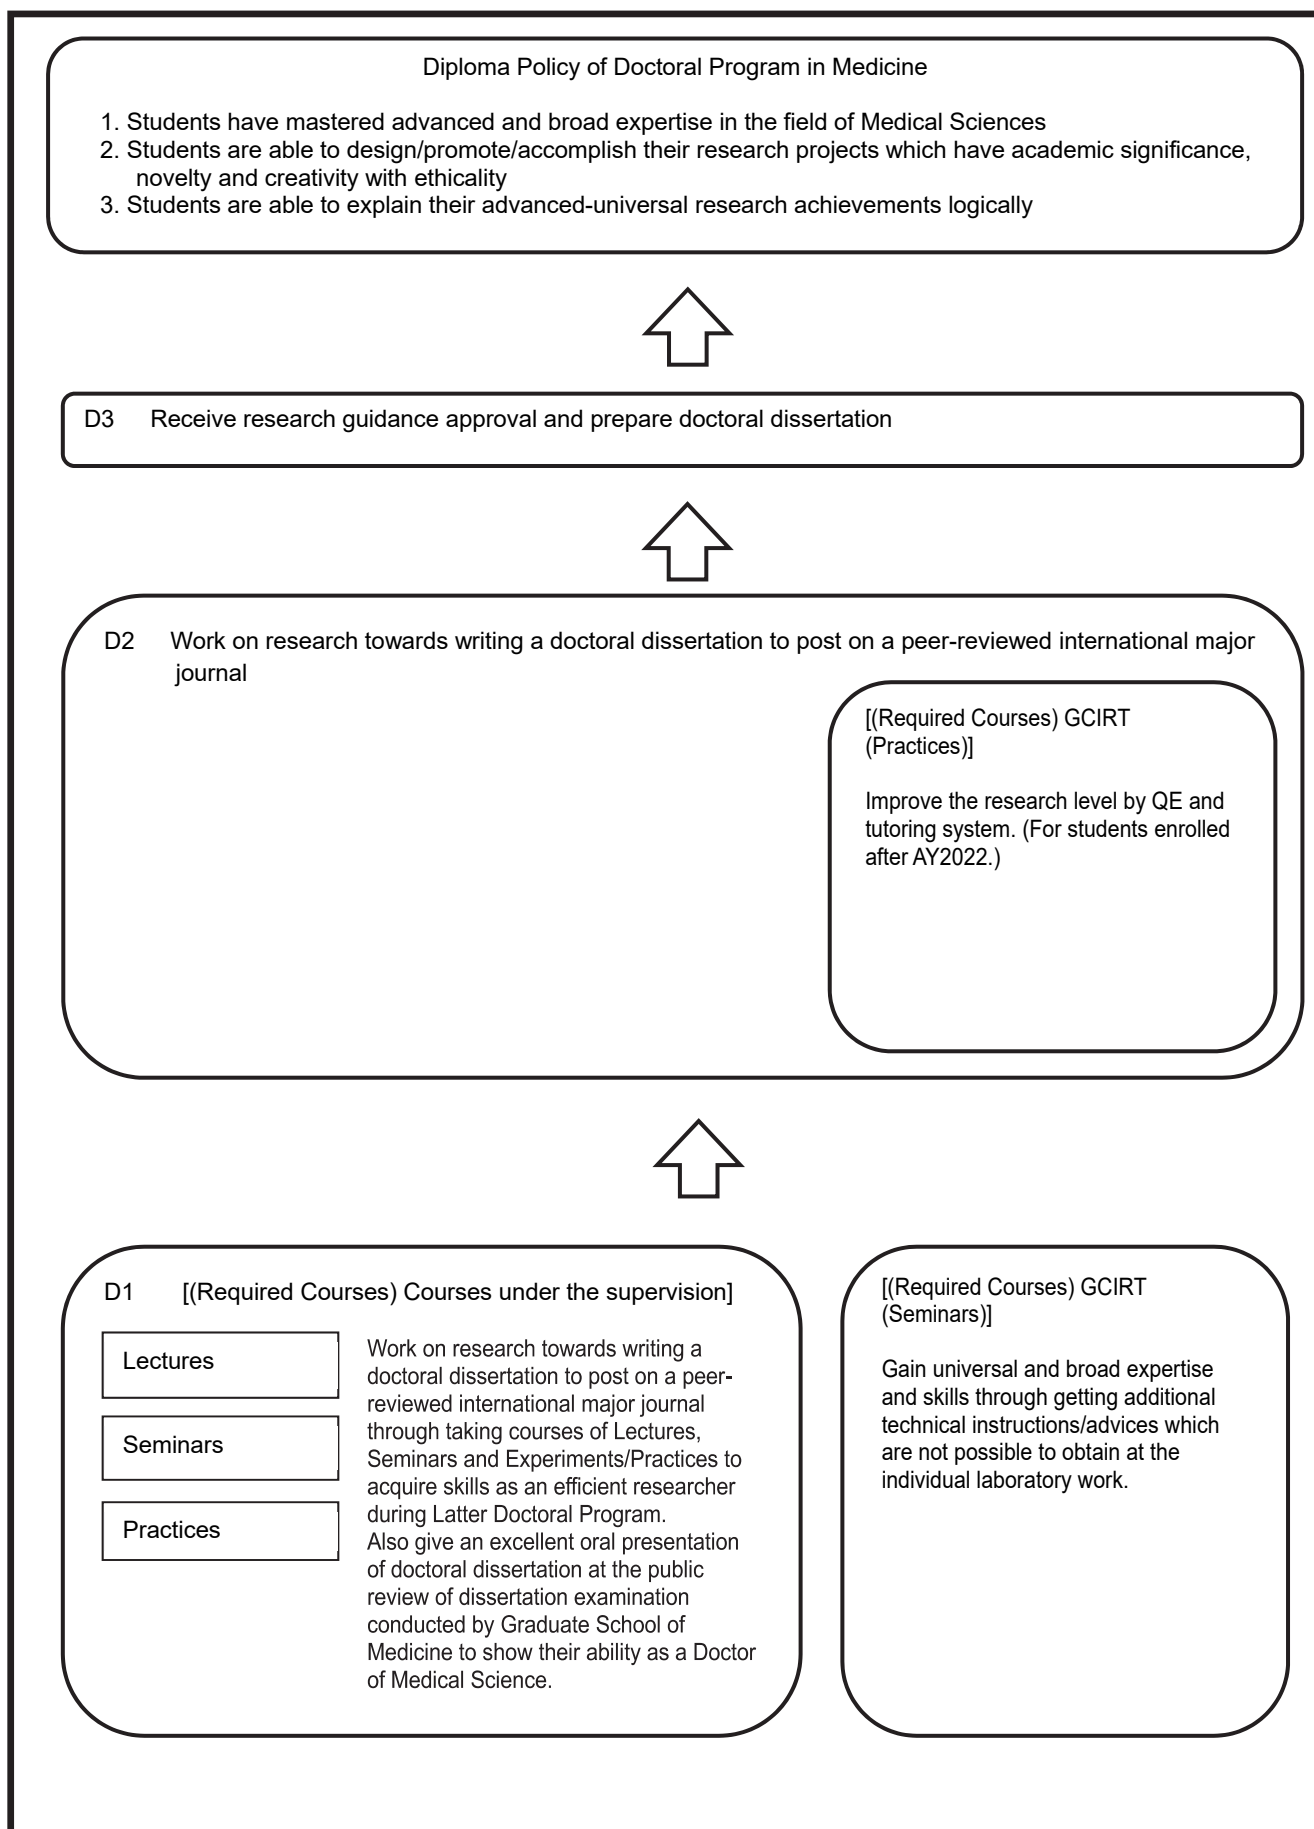 Diploma Policy of Doctoral Program in Medicine
1. Students have mastered advanced and broad expertise in the field of Medical Sciences
2. Students are able to design/promote/accomplish their research projects which have academic significance,
novelty and creativity with ethicality
3. Students are able to explain their advanced-universal research achievements logically
D3 Receive research guidance approval and prepare doctoral dissertation
D2 Work on research towards writing a doctoral dissertation to post on a peer-reviewed international major
journal
[(Required Courses) GCIRT
(Practices)]
Improve the research level by QE and
tutoring system. (For students enrolled
after AY2022.)
D1 [(Required Courses) Courses under the supervision]
Lectures
Seminars
Practices
Work on research towards writing a
doctoral dissertation to post on a peer-
reviewed international major journal
through taking courses of Lectures,
Seminars and Experiments/Practices to
acquire skills as an efficient researcher
during Latter Doctoral Program.
Also give an excellent oral presentation
of doctoral dissertation at the public
review of dissertation examination
conducted by Graduate School of
Medicine to show their ability as a Doctor
of Medical Science.
[(Required Courses) GCIRT
(Seminars)]
Gain universal and broad expertise
and skills through getting additional
technical instructions/advices which
are not possible to obtain at the
individual laboratory work.